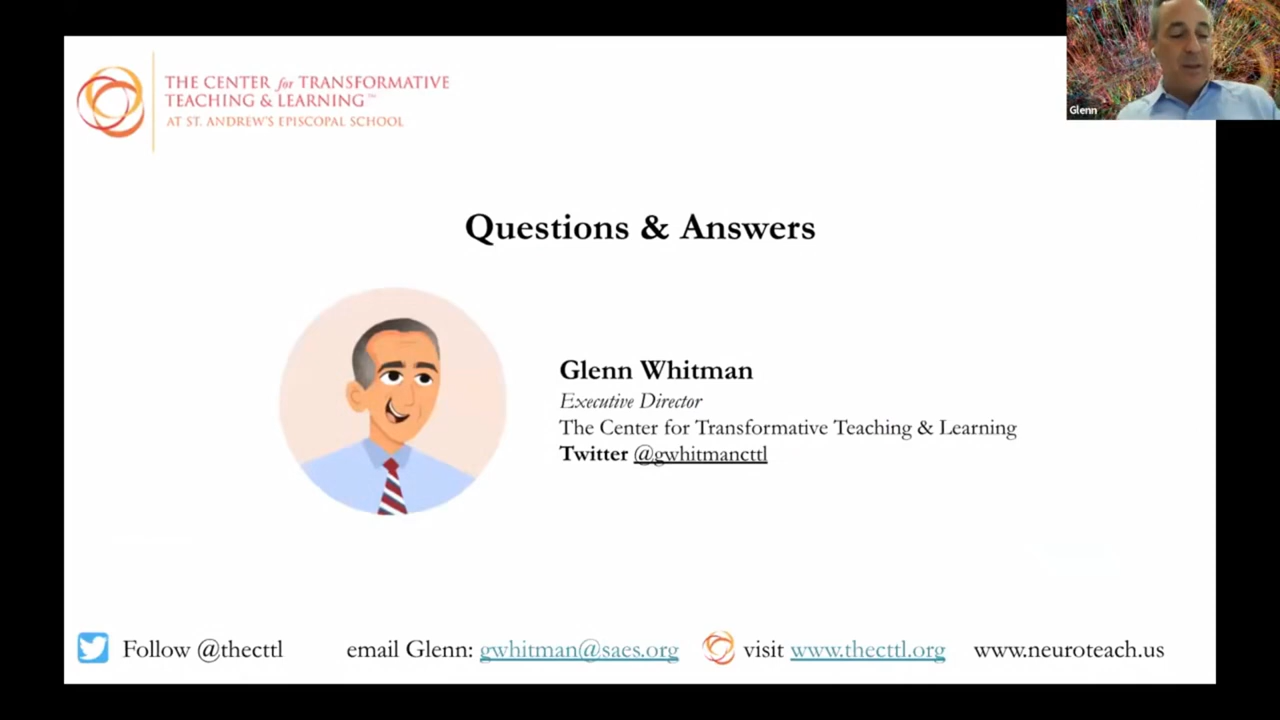 THE CENTER for TRANSFORMATIVE
TEACHING & LEARNING™
AT ST. ANDREW'S EPISCOPAL SCHOOL
Glenn
Questions & Answers
Glenn Whitman
Executive Director
The Center for Transformative Teaching & Learning
Twitter @gwhitmancttl
Follow @thecttl email Glenn: gwhitman@saes.org visit www.thecttl.org www.neuroteach.us